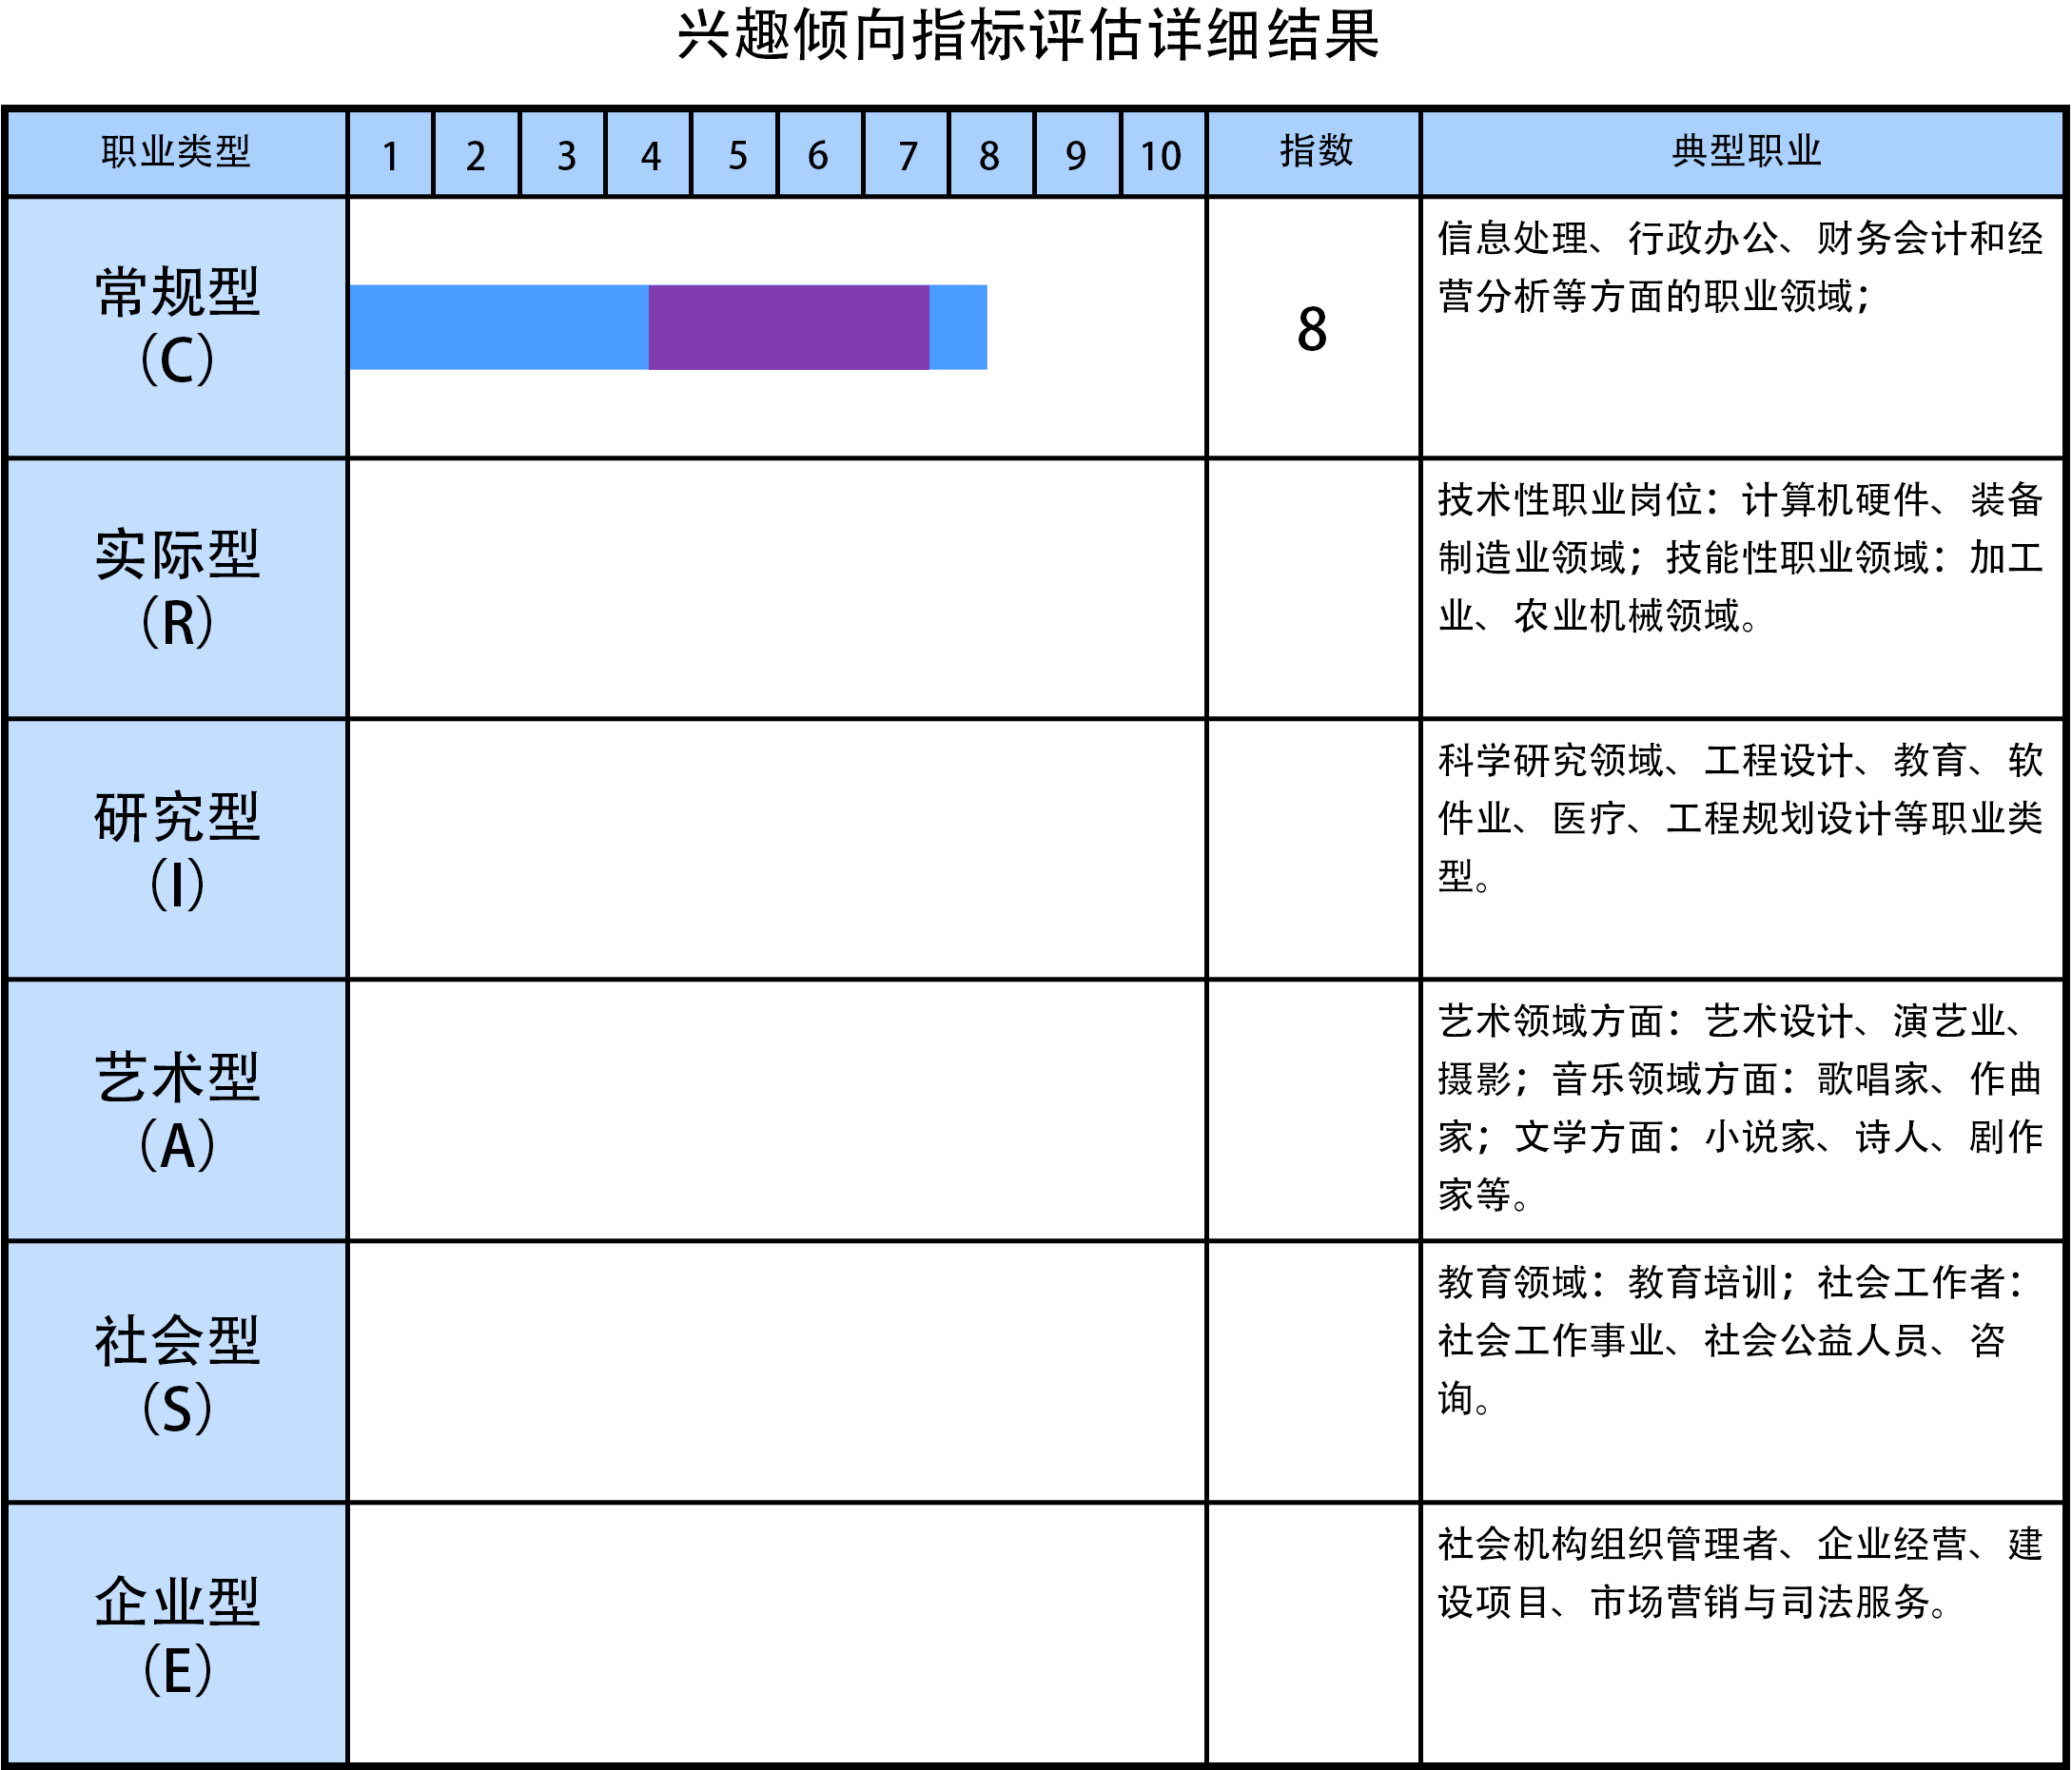 兴趣倾向指标评估详细结果
职业类型 1 2 3 4 5 6 7 8 9 10 指数 典型职业
常规型
（C）
8
信息处理、行政办公、财务会计和经
营分析等方面的职业领域；
实际型
（R）
技术性职业岗位：计算机硬件、装备
制造业领域；技能性职业领域：加工
业、农业机械领域。
研究型
（I）
科学研究领域、工程设计、教育、软
件业、医疗、工程规划设计等职业类
型。
艺术型
（A）
艺术领域方面：艺术设计、演艺业、
摄影；音乐领域方面：歌唱家、作曲
家；文学方面：小说家、诗人、剧作
家等。
社会型
（S）
教育领域：教育培训；社会工作者：
社会工作事业、社会公益人员、咨
询。
企业型
（E）
社会机构组织管理者、企业经营、建
设项目、市场营销与司法服务。